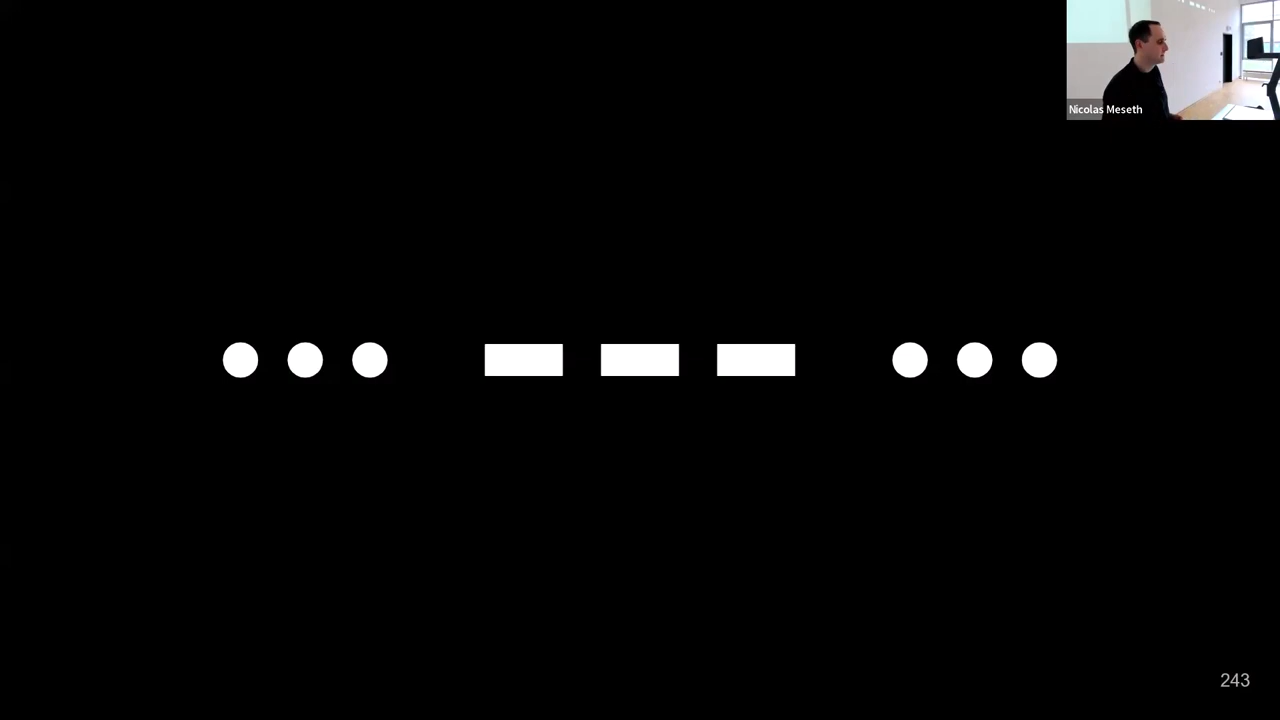 Nicolas Meseth
● ● ● ▬ ▬ ▬ ● ● ●
243